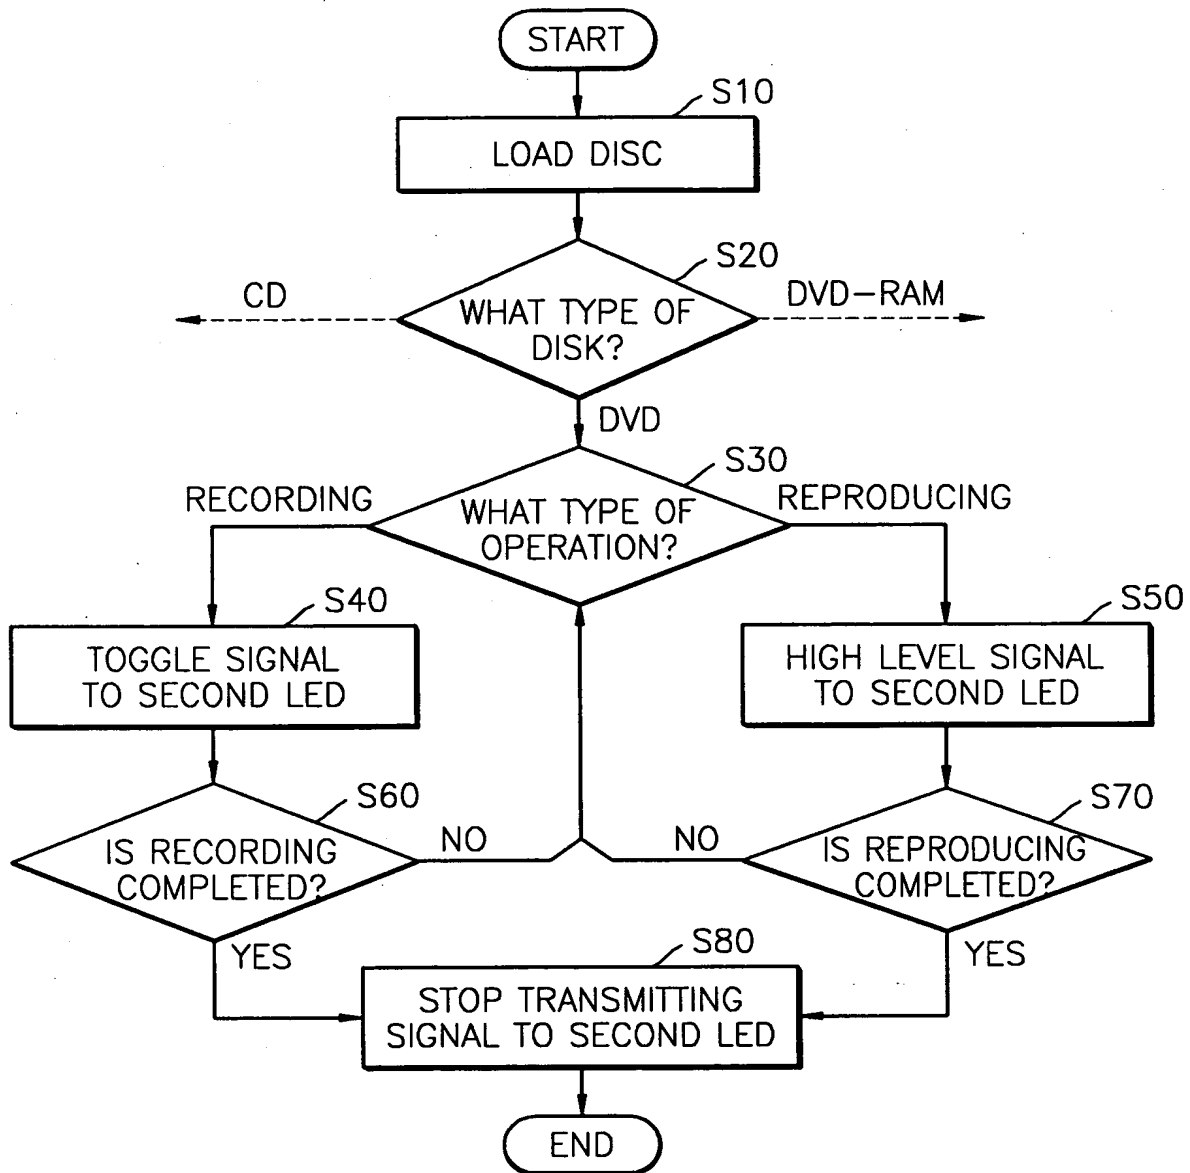 START
S10
LOAD DISC
S20
CD
DVD-RAM
WHAT TYPE OF
DISK?
DVD
S30
RECORDING
REPRODUCING
WHAT TYPE OF
OPERATION?
S40
S50
TOGGLE SIGNAL
TO SECOND LED
HIGH LEVEL SIGNAL
TO SECOND LED
S60
S70
IS RECORDING
COMPLETED?
NO
NO
IS REPRODUCING
COMPLETED?
YES
YES
S80
STOP TRANSMITTING
SIGNAL TO SECOND LED
END